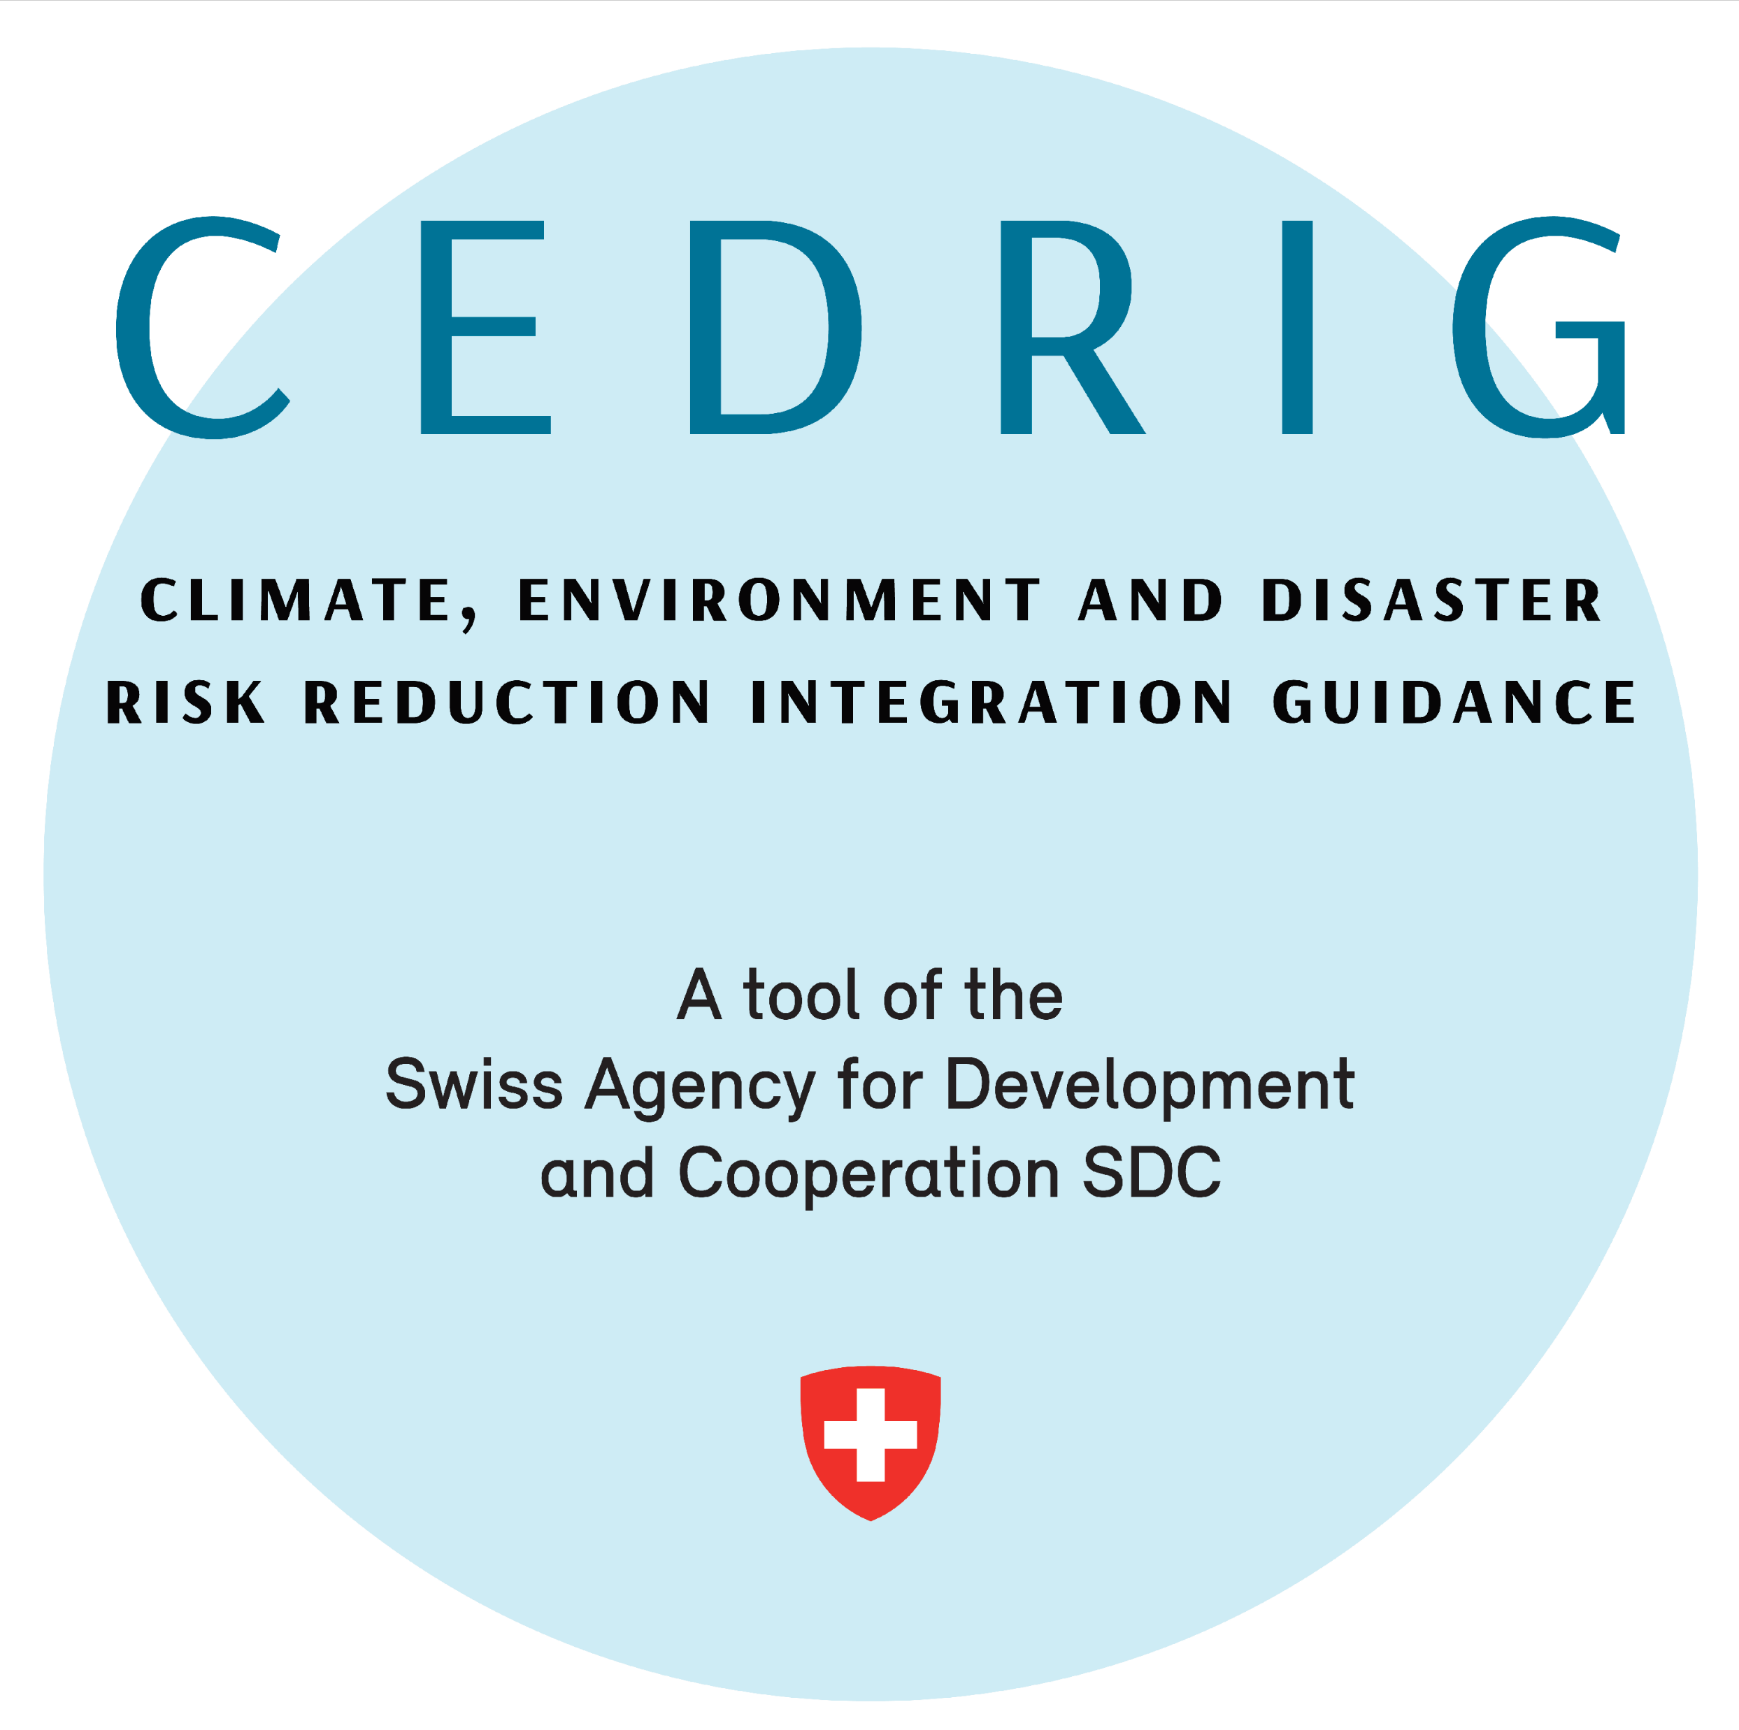 CEDRIG
CLIMATE, ENVIRONMENT AND DISASTER
RISK REDUCTION INTEGRATION GUIDANCE
A tool of the
Swiss Agency for Development
and Cooperation SDC